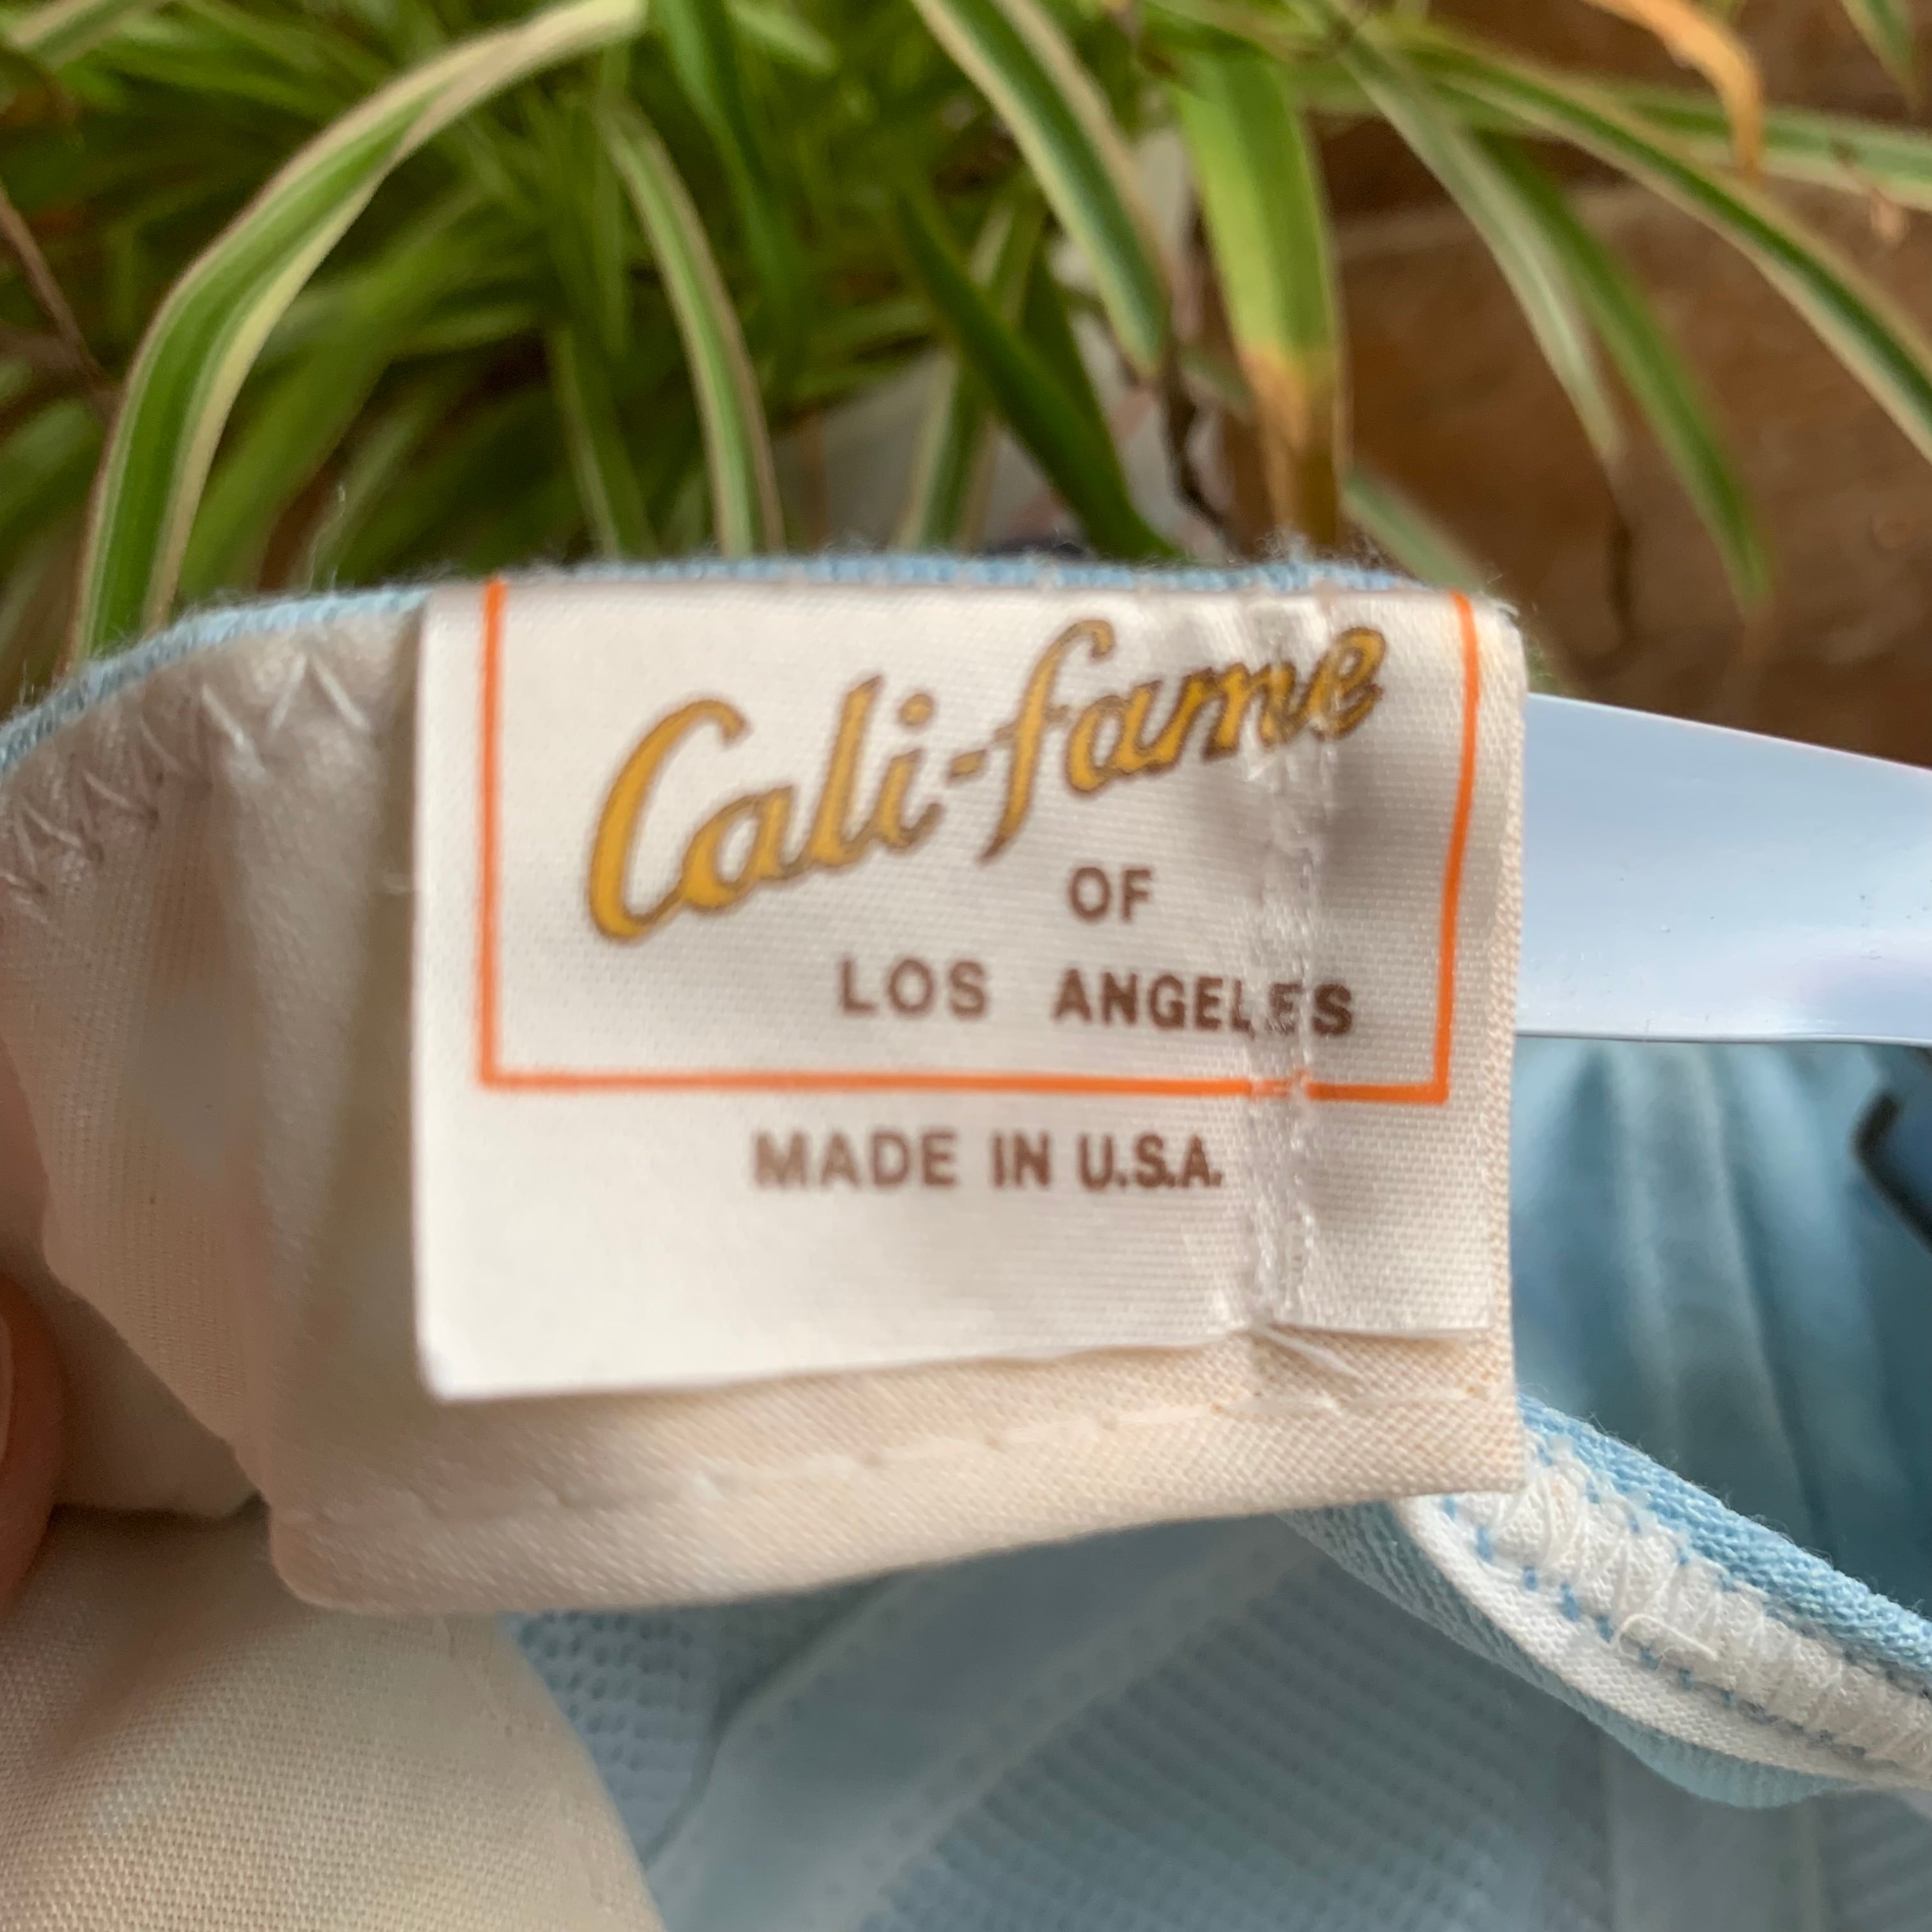 Cali-fame
OF
LOS ANGELES
MADE IN U.S.A.